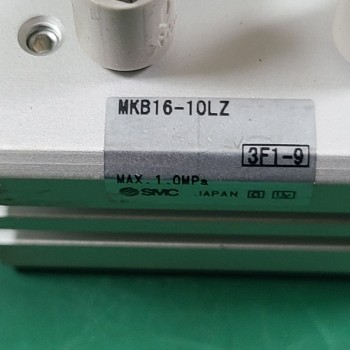 MKB16-10LZ
3F1-9
MAX.1.0MPa
SMC JAPAN